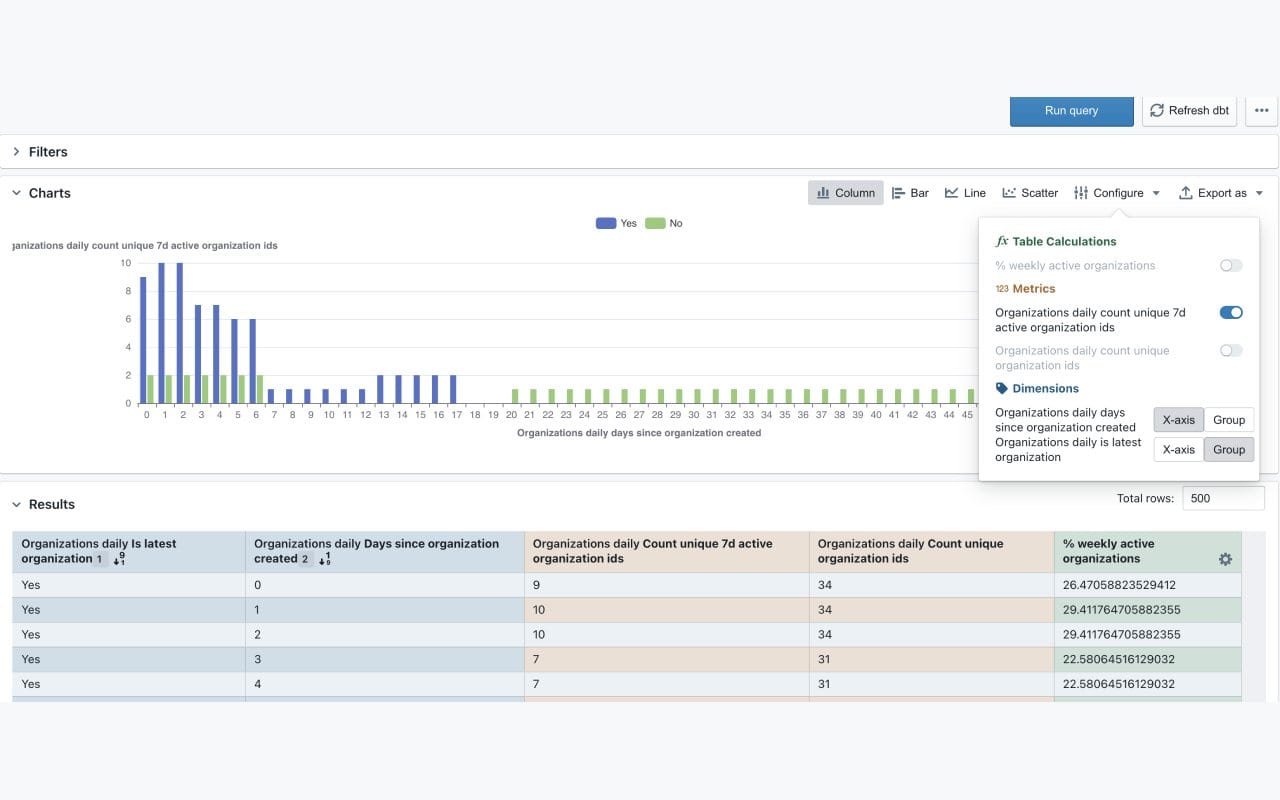 Run query
Refresh dbt
Filters
Charts
Column
Bar
Line
Scatter
Configure
Export as
Yes
No
anizations daily count unique 7d active organization ids
10
8
6
4
2
0
0 1 2 3 4 5 6 7 8 9 10 11 12 13 14 15 16 17 18 19 20 21 22 23 24 25 26 27 28 29 30 31 32 33 34 35 36 37 38 39 40 41 42 43 44 45
Organizations daily days since organization created
fx Table Calculations
% weekly active organizations
123 Metrics
Organizations daily count unique 7d
active organization ids
Organizations daily count unique
organization ids
Dimensions
Organizations daily days
since organization created
X-axis
Group
Organizations daily is latest
organization
X-axis
Group
Results
Total rows:
500
Organizations daily Is latest
organization 1
Organizations daily Days since organization
created 2
Organizations daily Count unique 7d active
organization ids
Organizations daily Count unique
organization ids
% weekly active
organizations
Yes 0 9 34 26.47058823529412
Yes 1 10 34 29.411764705882355
Yes 2 10 34 29.411764705882355
Yes 3 7 31 22.58064516129032
Yes 4 7 31 22.58064516129032